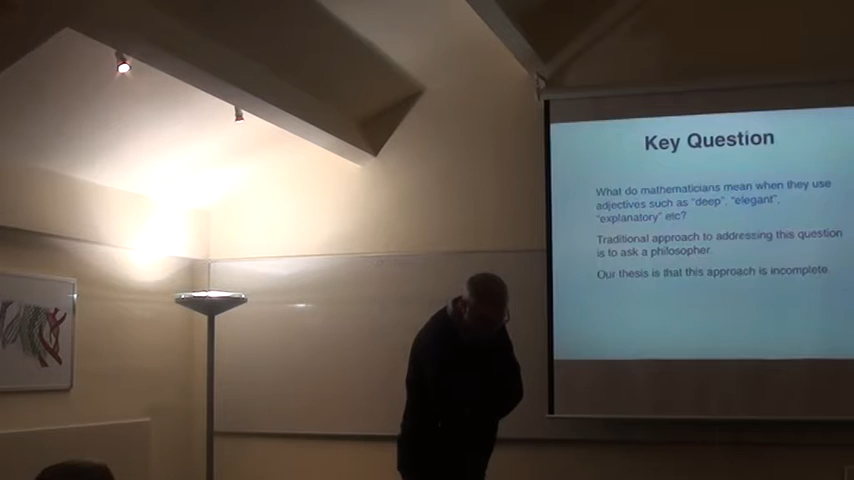 Key Question
What do mathematicians mean when they use
adjectives such as "deep", "elegant",
"explanatory" etc?
Traditional approach to addressing this question
is to ask a philosopher.
Our thesis is that this approach is incomplete.